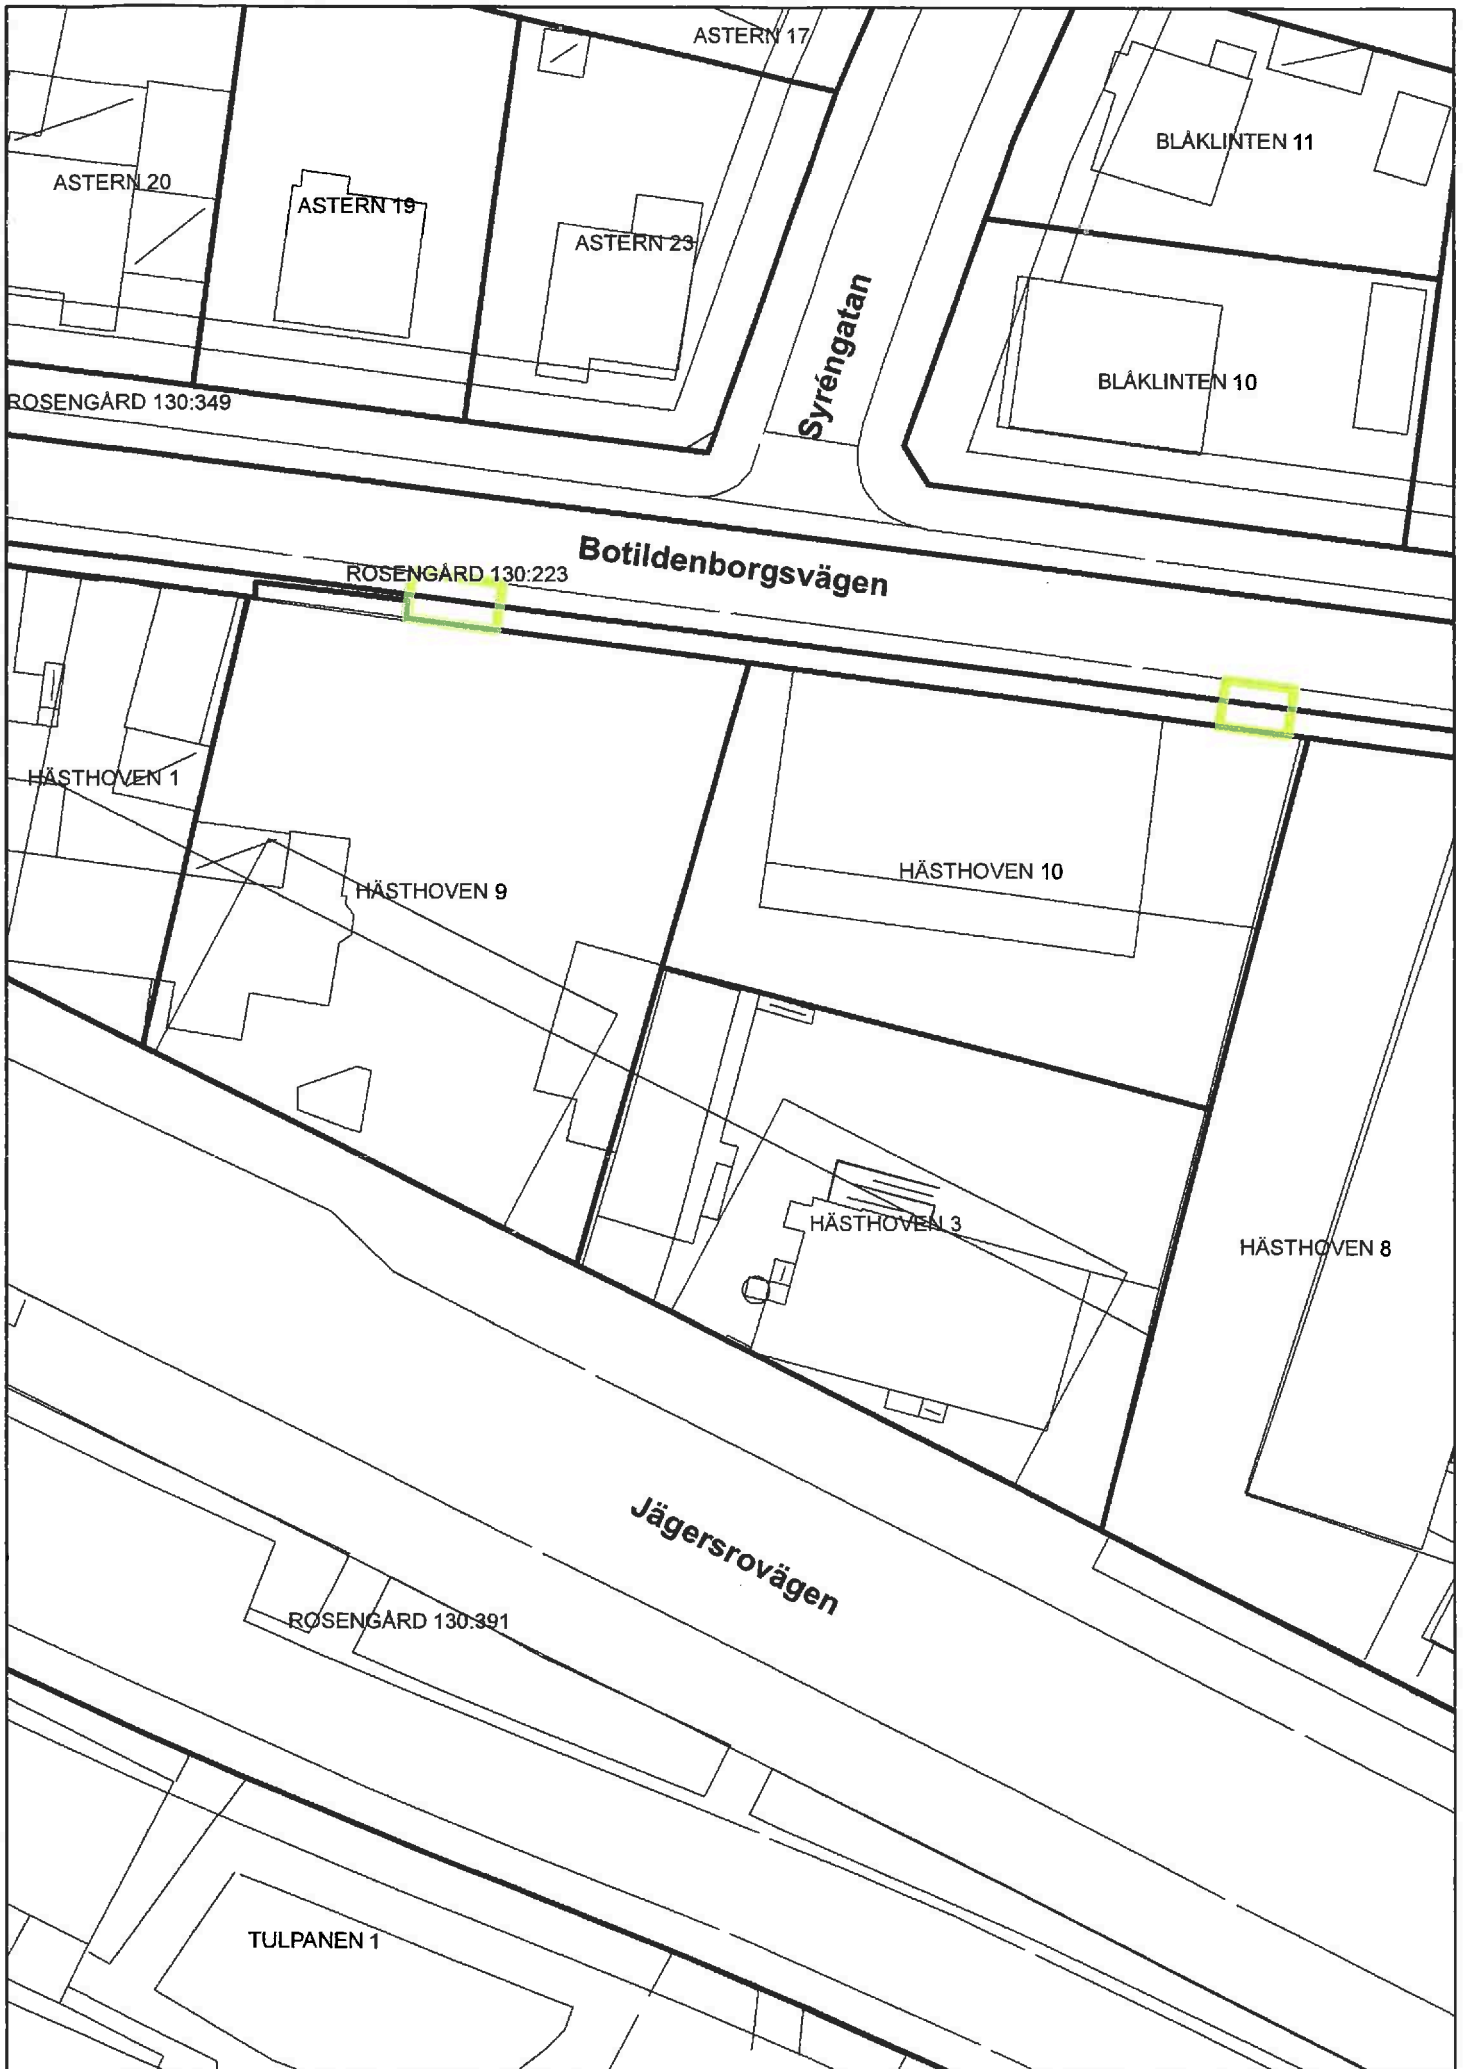 ASTERN 17
BLÅKLINTEN 11
ASTERN 20
ASTERN 19
ASTERN 23
Syréngatan
BLÅKLINTEN 10
ROSENGÅRD 130:349
Botildenborgsvägen
ROSENGÅRD 130:223
HÄSTHOVEN 1
HÄSTHOVEN 9
HÄSTHOVEN 10
HÄSTHOVEN 3
HÄSTHOVEN 8
Jägersrovägen
ROSENGÅRD 130:391
TULPANEN 1